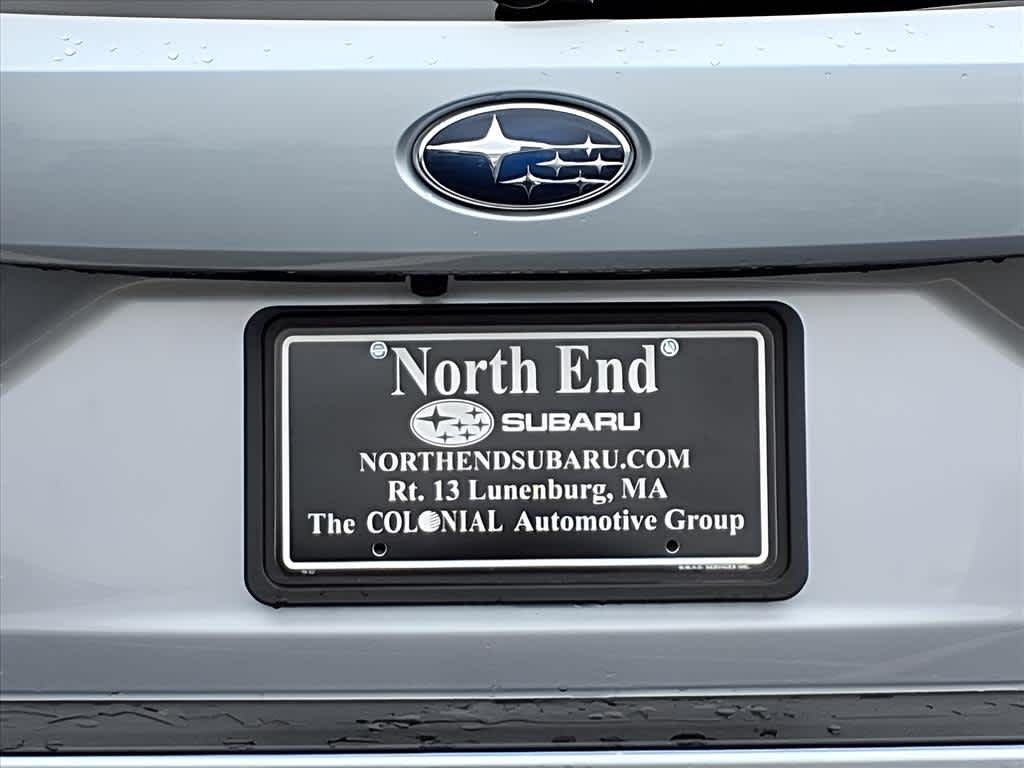 North End
SUBARU
NORTHENDSUBARU.COM
Rt. 13 Lunenburg, MA
The COLONIAL Automotive Group